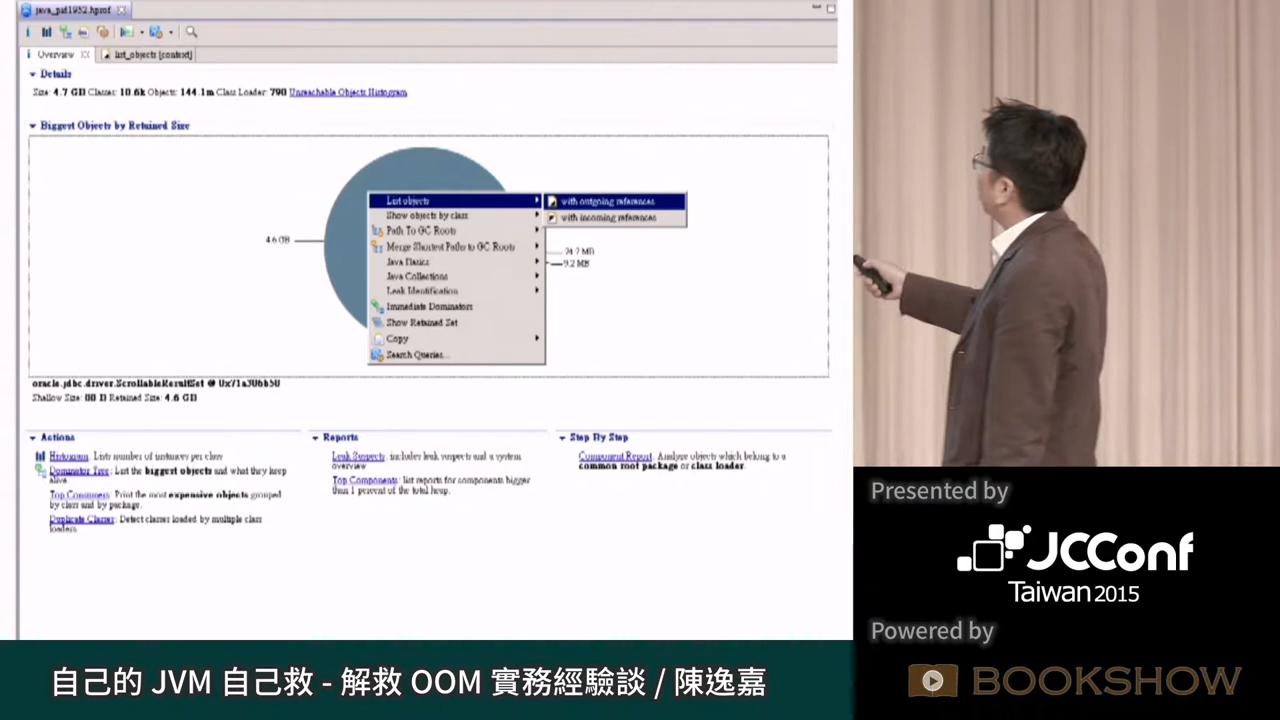 java_pid1952.hprof
Overview
list_objects [context]
Details
Size: 4.7 GB Classes: 10.6k Objects: 144.1m Class Loader: 790 Unreachable Objects Histogram
Biggest Objects by Retained Size
4.6 GB
9.2 MB
List objects
Show objects by class
Path To GC Roots
Merge Shortest Paths to GC Roots
Java Basics
Java Collections
Leak Identification
Immediate Dominators
Show Retained Set
Copy
Search Queries...
with outgoing references
with incoming references
oracle.jdbc.driver.ScrollableResultSet @
Shallow Size: Retained Size: 4.6 GB
Actions
Histogram: Lists number of instances per class
Dominator Tree: List the biggest objects and what they keep
alive
Top Consumers: Print the most expensive objects grouped
by class and by package.
Duplicate Classes: Detect classes loaded by multiple class
loaders.
Reports
Leak Suspects: includes leak suspects and a system
overview
Top Components: list reports for components bigger
than 1 percent of the total heap.
Step By Step
Component Report: Analyze objects which belong to a
common root package or class loader.
Presented by
JCConf
Taiwan 2015
Powered by
BOOKSHOW
自己的 JVM 自己救 - 解救 OOM 實務經驗談 / 陳逸嘉